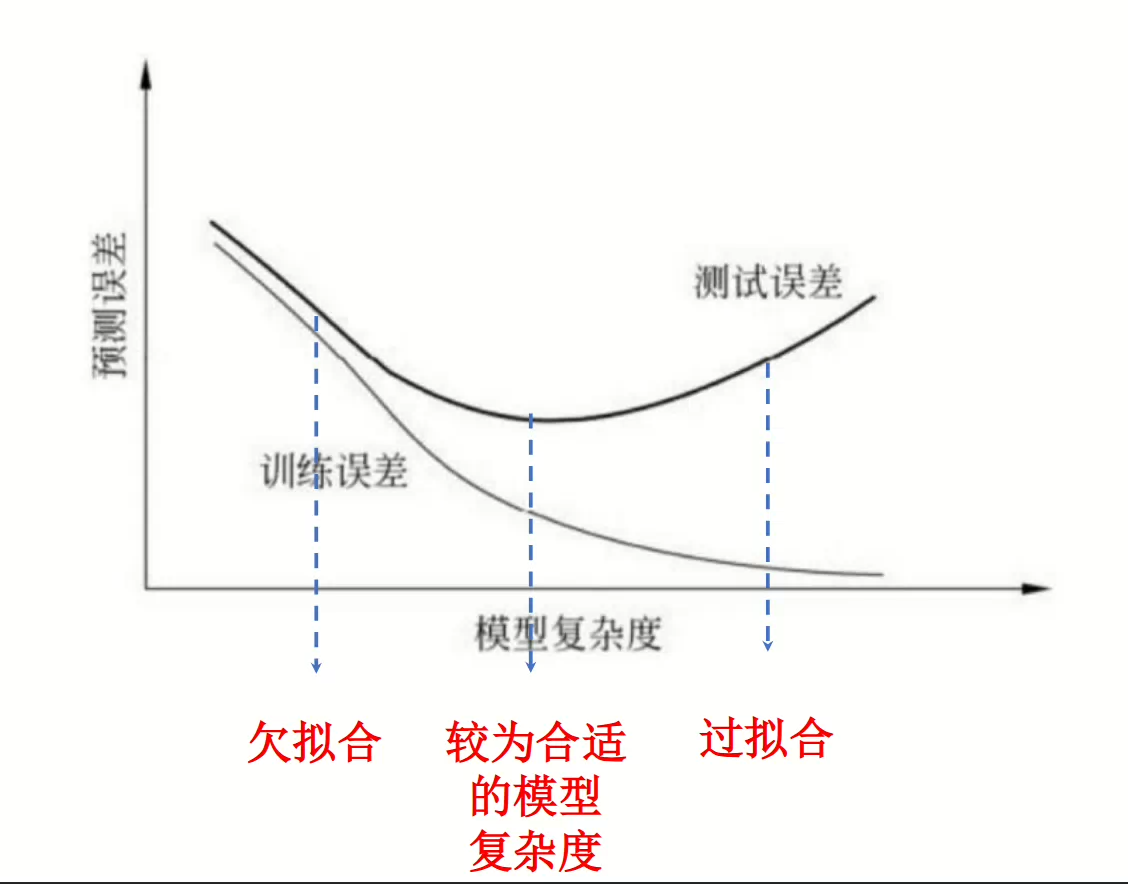 预测误差
测试误差
训练误差
模型复杂度
欠拟合
较为合适
的模型
复杂度
过拟合